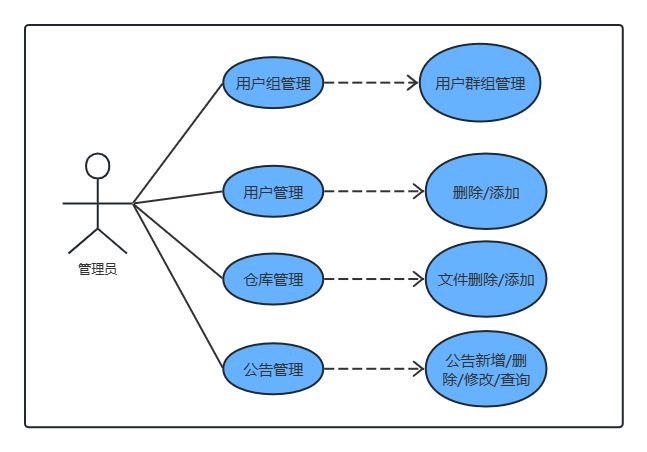 用户组管理
用户群组管理
用户管理
删除/添加
管理员
仓库管理
文件删除/添加
公告管理
公告新增/删
除/修改/查询